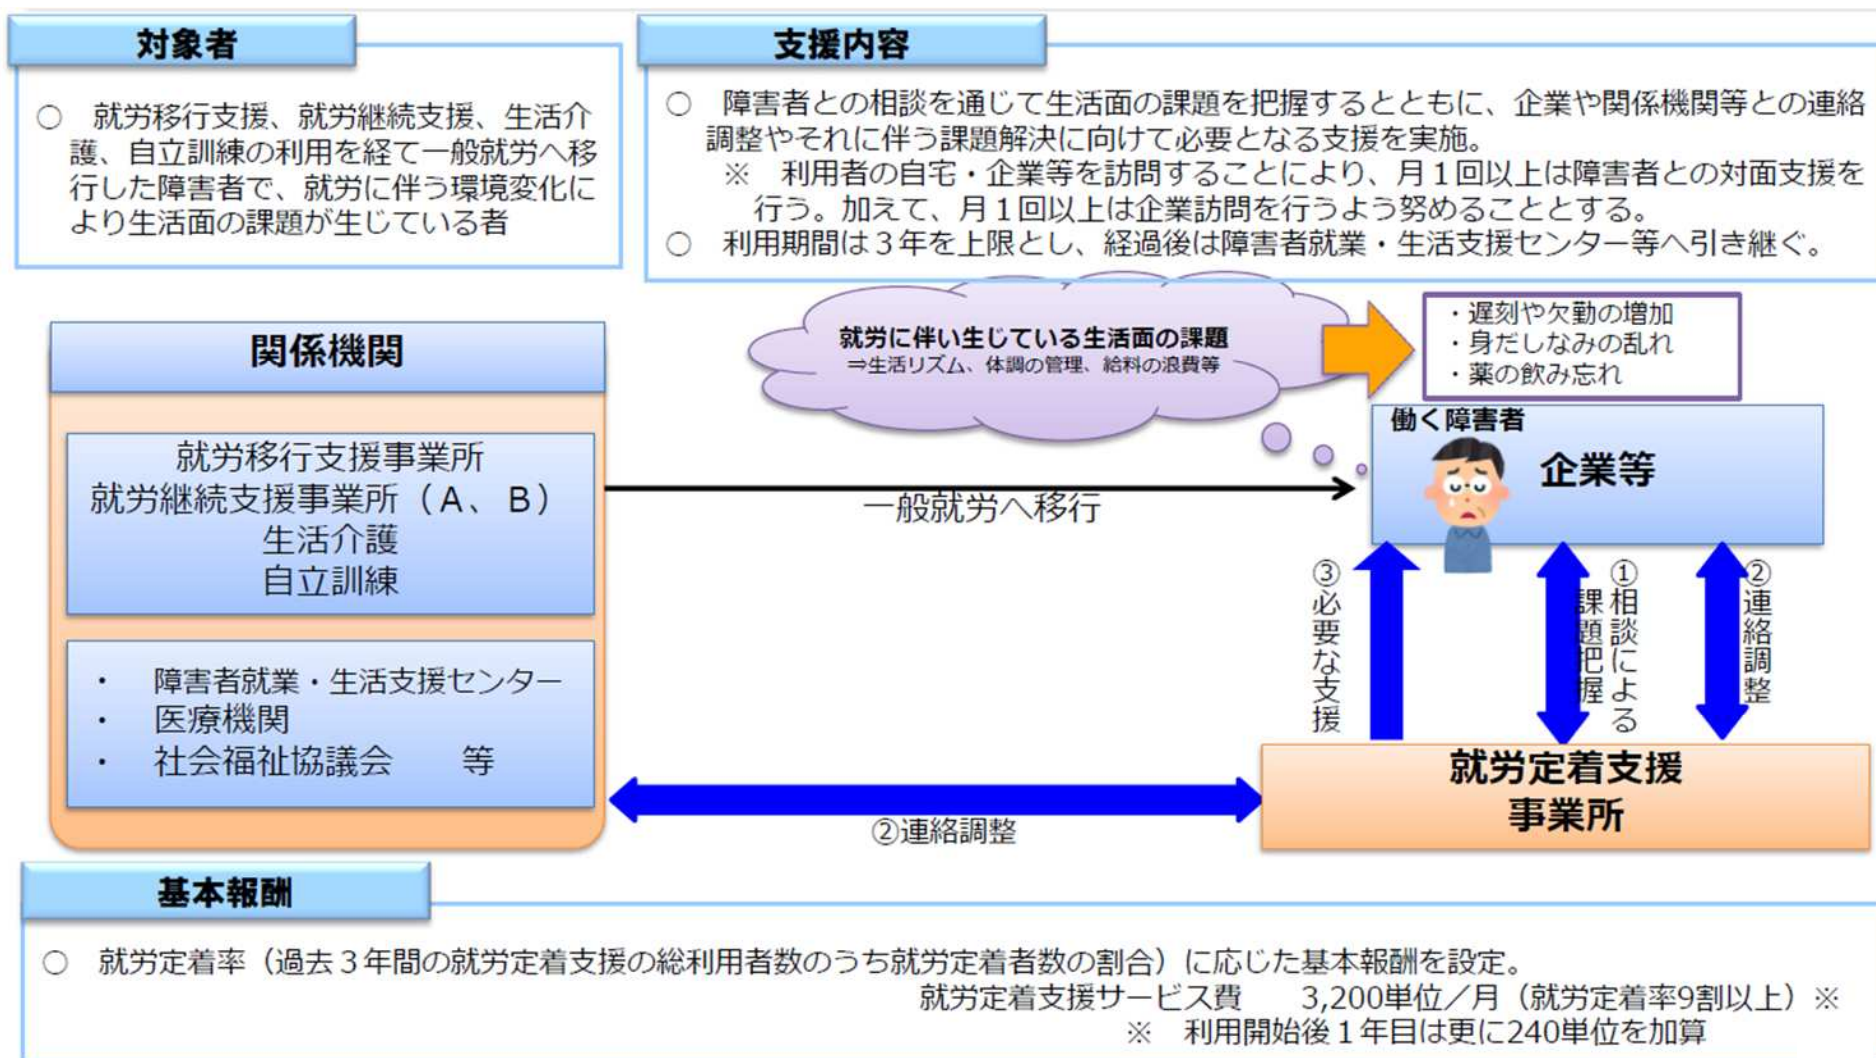 対象者
○　就労移行支援、就労継続支援、生活介
護、自立訓練の利用を経て一般就労へ移
行した障害者で、就労に伴う環境変化に
より生活面の課題が生じている者
支援内容
○　障害者との相談を通じて生活面の課題を把握するとともに、企業や関係機関等との連絡
調整やそれに伴う課題解決に向けて必要となる支援を実施。
※　利用者の自宅・企業等を訪問することにより、月１回以上は障害者との対面支援を
行う。加えて、月１回以上は企業訪問を行うよう努めることとする。
○　利用期間は３年を上限とし、経過後は障害者就業・生活支援センター等へ引き継ぐ。
関係機関
就労移行支援事業所
就労継続支援事業所（Ａ、Ｂ）
生活介護
自立訓練
・　障害者就業・生活支援センター
・　医療機関
・　社会福祉協議会　　等
就労に伴い生じている生活面の課題
⇒生活リズム、体調の管理、給料の浪費等
・遅刻や欠勤の増加
・身だしなみの乱れ
・薬の飲み忘れ
働く障害者
企業等
一般就労へ移行
③必要な支援
①相談による
課題把握
②連絡調整
就労定着支援
事業所
②連絡調整
基本報酬
○　就労定着率（過去３年間の就労定着支援の総利用者数のうち就労定着者数の割合）に応じた基本報酬を設定。
就労定着支援サービス費　　3,200単位／月（就労定着率9割以上）※
※　利用開始後１年目は更に240単位を加算